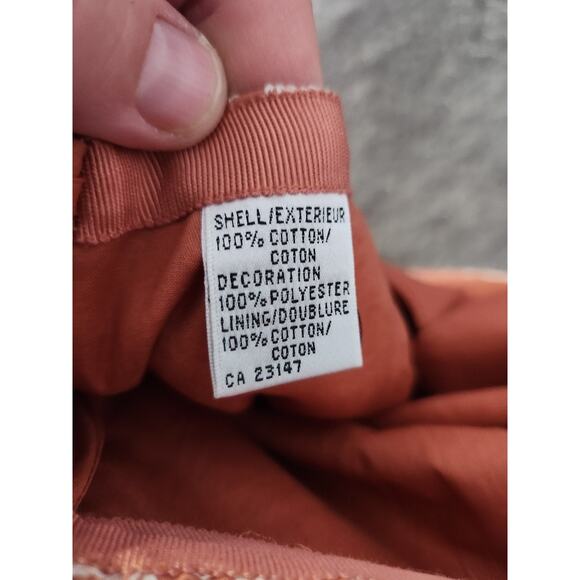 SHELL/EXTERIEUR
100% COTTON/
COTON
DECORATION
100% POLYESTER
LINING/DOUBLURE
100% COTTON/
COTON
CA 23147